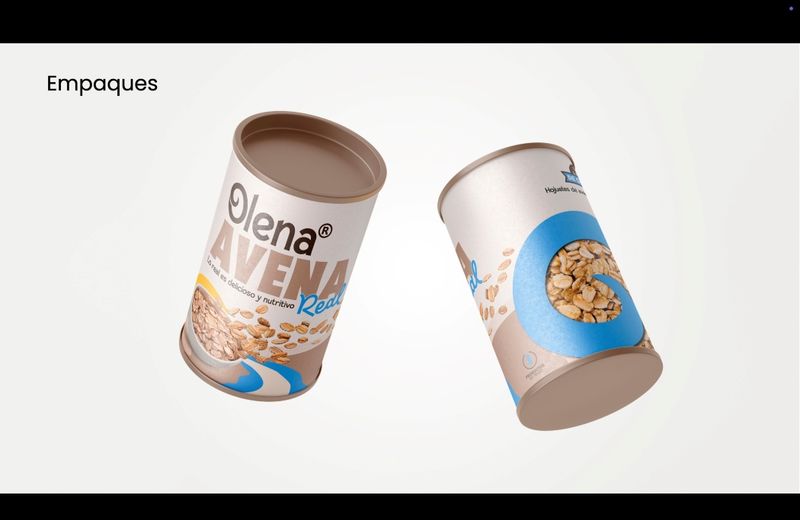 Empaques
Olena®
AVENA
Real
Lo real es delicioso y nutritivo
Hojuelas de